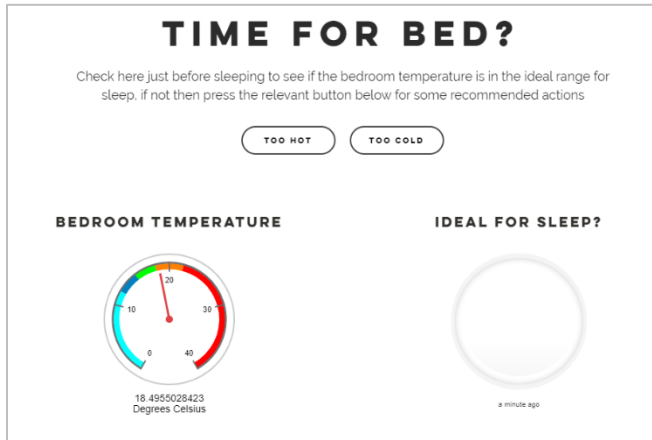 TIME FOR BED?
Check here just before sleeping to see if the bedroom temperature is in the ideal range for
sleep, if not then press the relevant button below for some recommended actions
TOO HOT
TOO COLD
BEDROOM TEMPERATURE
0
10
20
30
40
18.4955028423
Degrees Celsius
IDEAL FOR SLEEP?
a minute ago